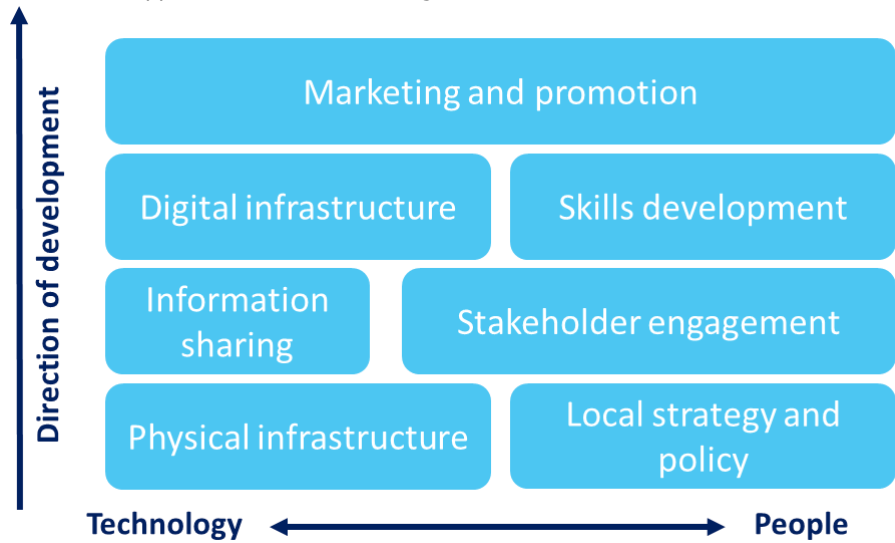 Marketing and promotion
Digital infrastructure
Skills development
Information
sharing
Stakeholder engagement
Physical infrastructure
Local strategy and
policy
Direction of development
Technology
People